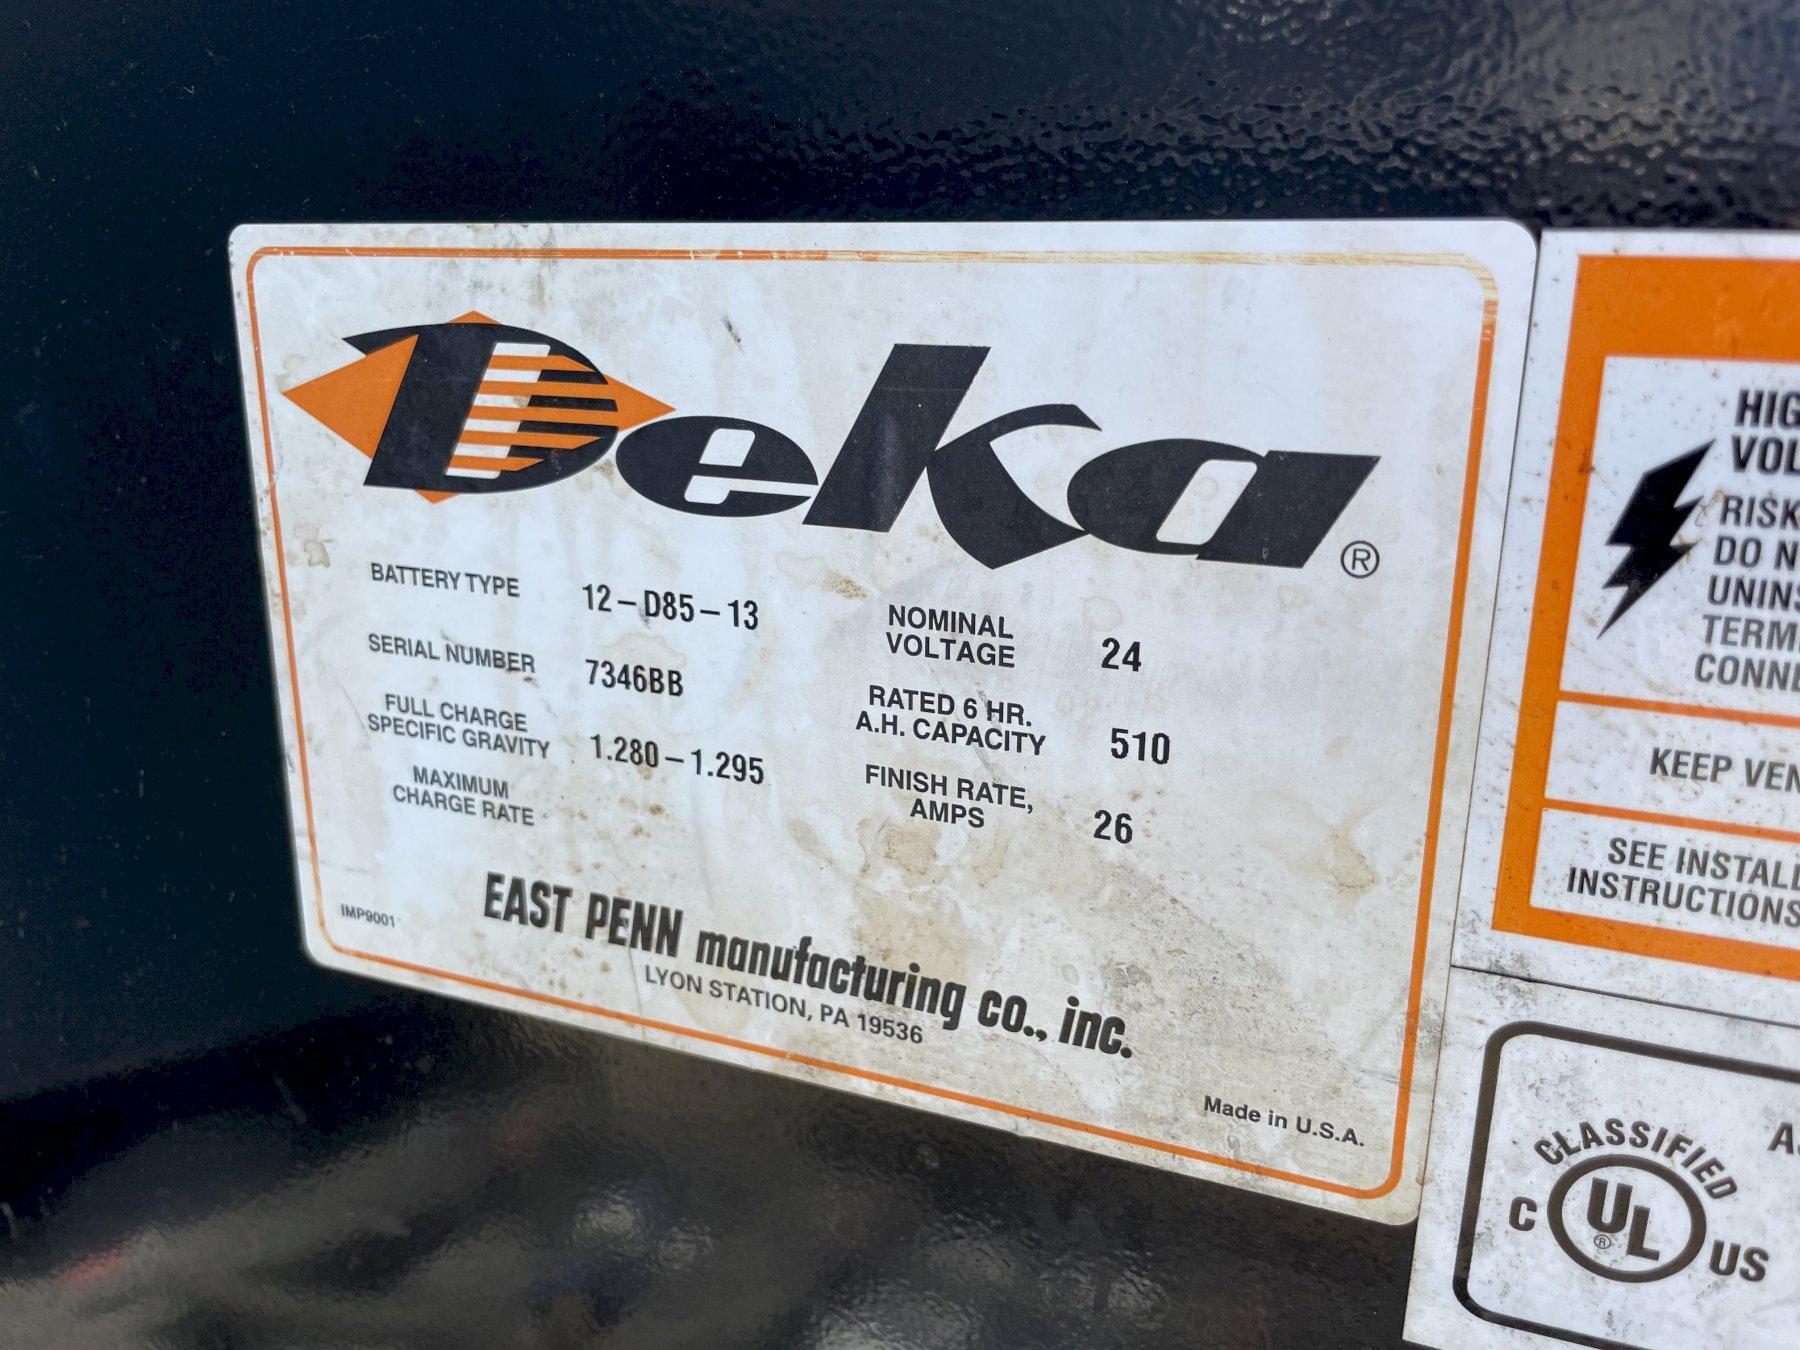 Deka®
BATTERY TYPE 12-D85-13
SERIAL NUMBER 7346BB
FULL CHARGE
SPECIFIC GRAVITY 1.280-1.295
MAXIMUM
CHARGE RATE
NOMINAL
VOLTAGE 24
RATED 6 HR.
A.H. CAPACITY 510
FINISH RATE,
AMPS 26
IMP9001
EAST PENN manufacturing co., inc.
LYON STATION, PA 19536
Made in U.S.A.
HIG
VOL
RISK
DO N
UNINS
TERM
CONNE
KEEP VEN
SEE INSTALL
INSTRUCTIONS
CLASSIFIED
C UL® US